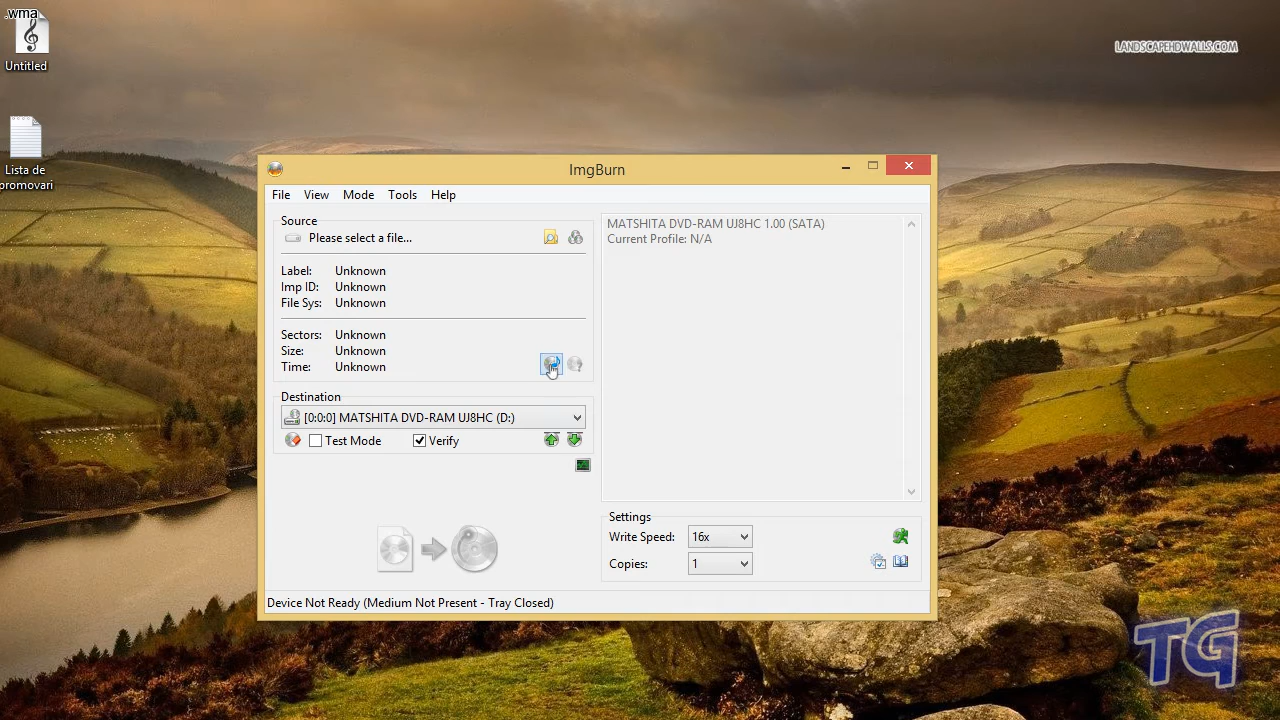 .wma
Untitled
Lista de
promovari
LANDSCAPEHDWALLS.COM
ImgBurn
File View Mode Tools Help
Source
Please select a file...
Label: Unknown
Imp ID: Unknown
File Sys: Unknown
Sectors: Unknown
Size: Unknown
Time: Unknown
Destination
[0:0:0] MATSHITA DVD-RAM UJ8HC (D:)
Test Mode Verify
MATSHITA DVD-RAM UJ8HC 1.00 (SATA)
Current Profile: N/A
Settings
Write Speed: 16x
Copies: 1
Device Not Ready (Medium Not Present - Tray Closed)
TG